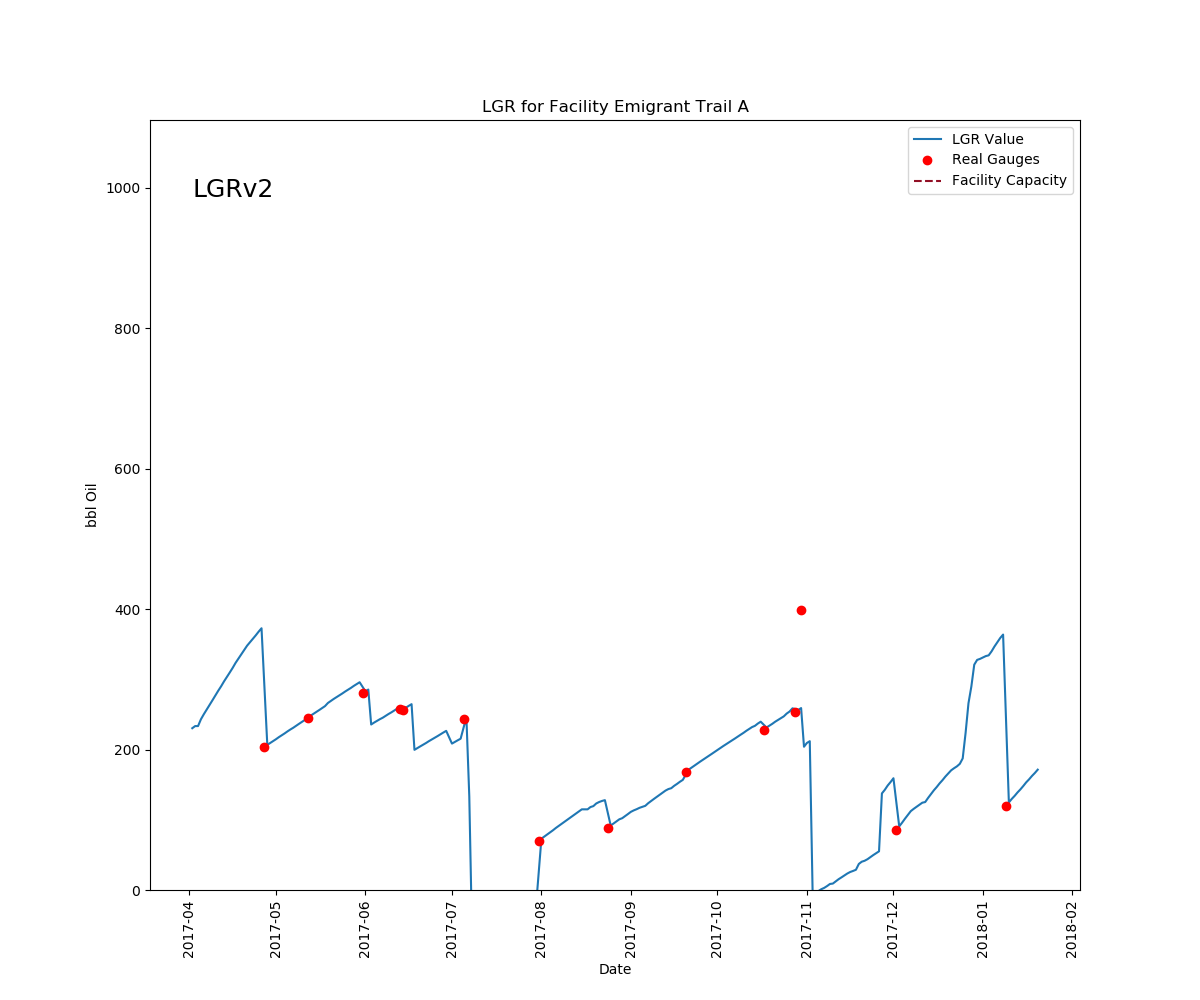 LGR for Facility Emigrant Trail A
LGRv2
LGR Value
Real Gauges
Facility Capacity
bbl Oil
1000
800
600
400
200
0
2017-04
2017-05
2017-06
2017-07
2017-08
2017-09
2017-10
2017-11
2017-12
2018-01
2018-02
Date